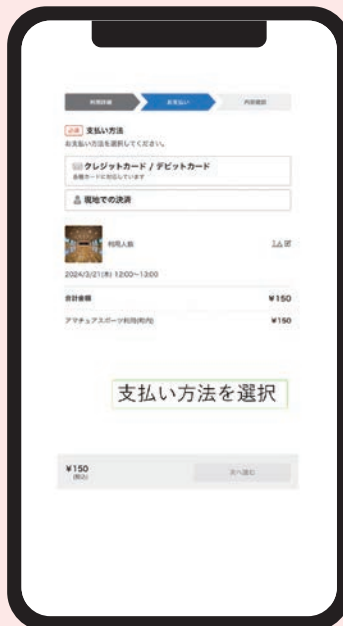 利用詳細
お支払い
内容確認
必須 支払い方法
お支払い方法を選択してください。
クレジットカード / デビットカード
各種カードに対応しています
現地での決済
利用人数
1人
2024/3/21(木) 12:00~13:00
合計金額 ¥150
アマチュアスポーツ利用(町内) ¥150
支払い方法を選択
¥150
(税込)
次へ進む